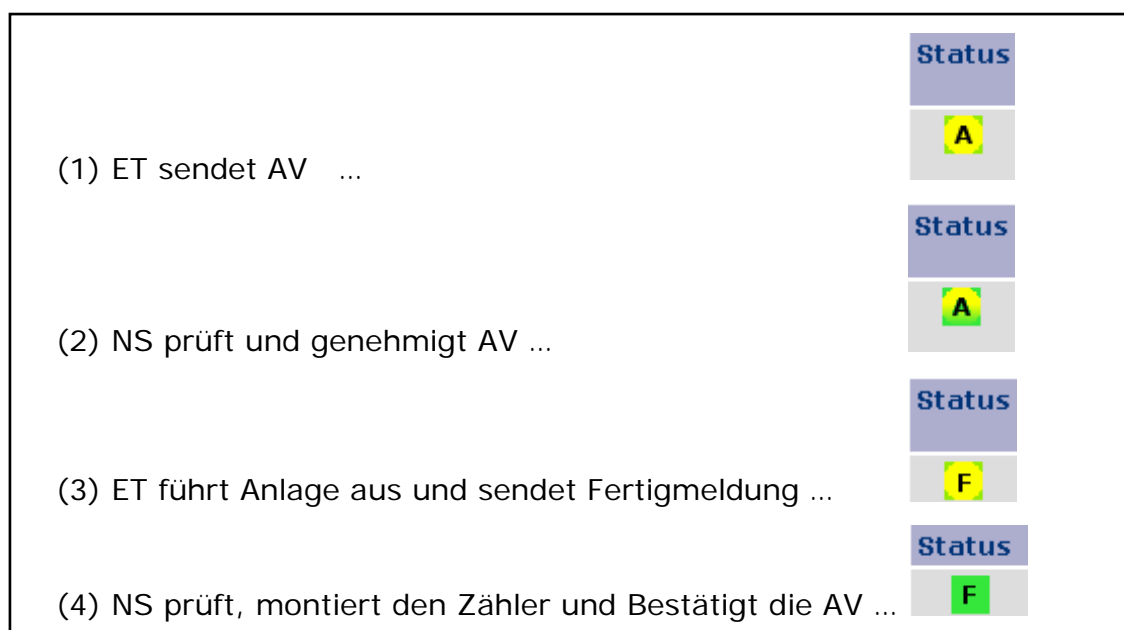 Status
A
(1) ET sendet AV ...
Status
A
(2) NS prüft und genehmigt AV ...
Status
F
(3) ET führt Anlage aus und sendet Fertigmeldung ...
Status
F
(4) NS prüft, montiert den Zähler und Bestätigt die AV ...